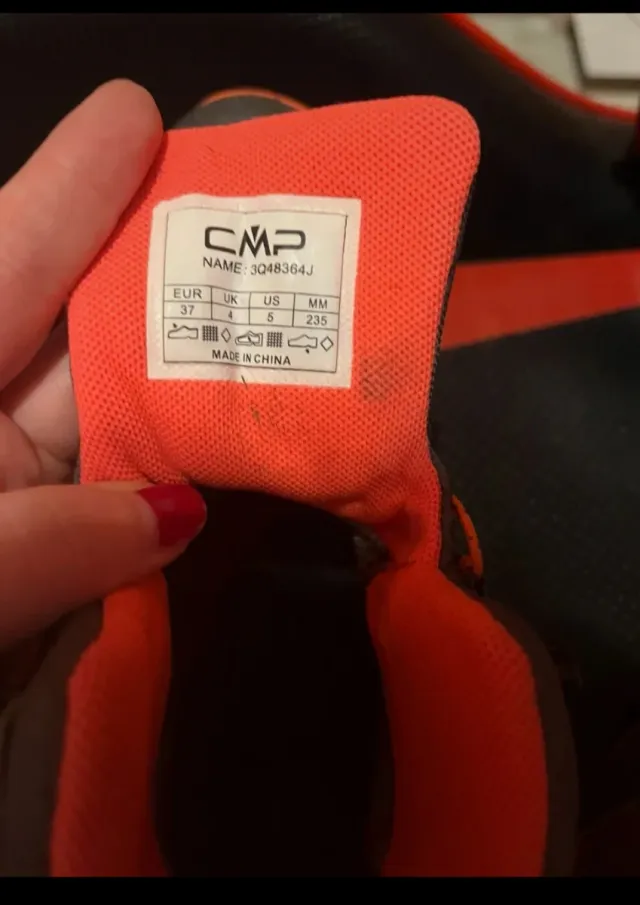 CMP
NAME: 3Q48364J
EUR UK US MM
37 4 5 235
MADE IN CHINA